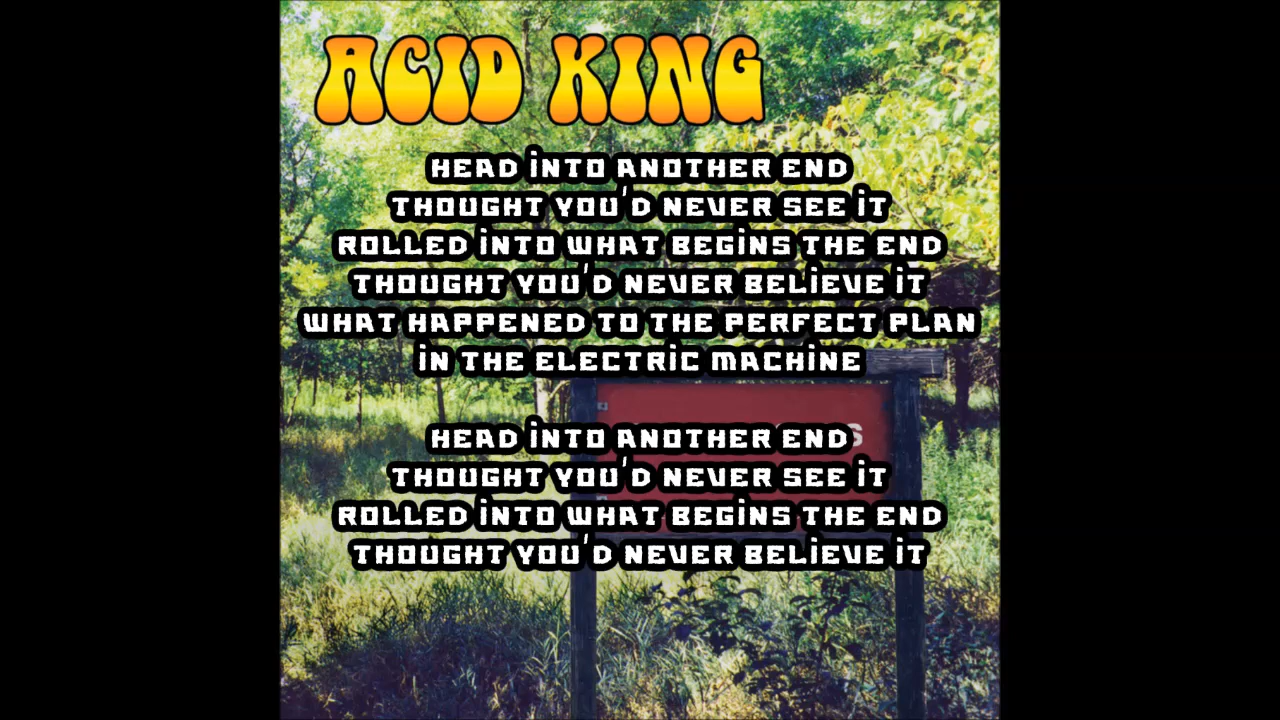 ACID KING
HEAD INTO ANOTHER END
THOUGHT YOU'D NEVER SEE IT
ROLLED INTO WHAT BEGINS THE END
THOUGHT YOU'D NEVER BELIEVE IT
WHAT HAPPENED TO THE PERFECT PLAN
IN THE ELECTRIC MACHINE
HEAD INTO ANOTHER END
THOUGHT YOU'D NEVER SEE IT
ROLLED INTO WHAT BEGINS THE END
THOUGHT YOU'D NEVER BELIEVE IT